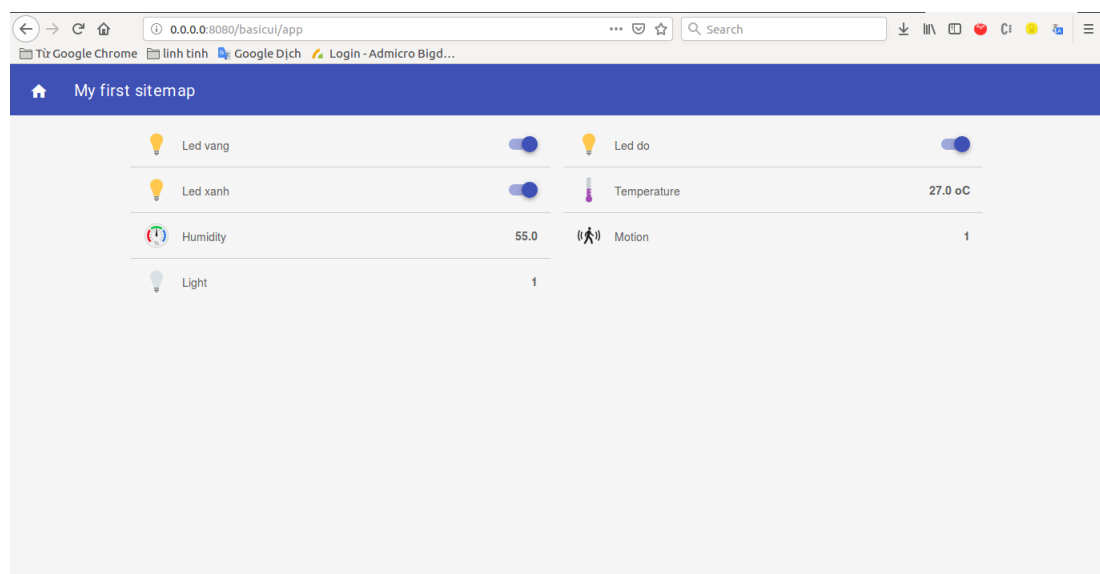 0.0.0.0:8080/basicui/app
Search
Từ Google Chrome linh tinh Google Dịch Login - Admicro Bigd...
My first sitemap
Led vang
Led do
Led xanh
Temperature 27.0 oC
Humidity 55.0
Motion 1
Light 1